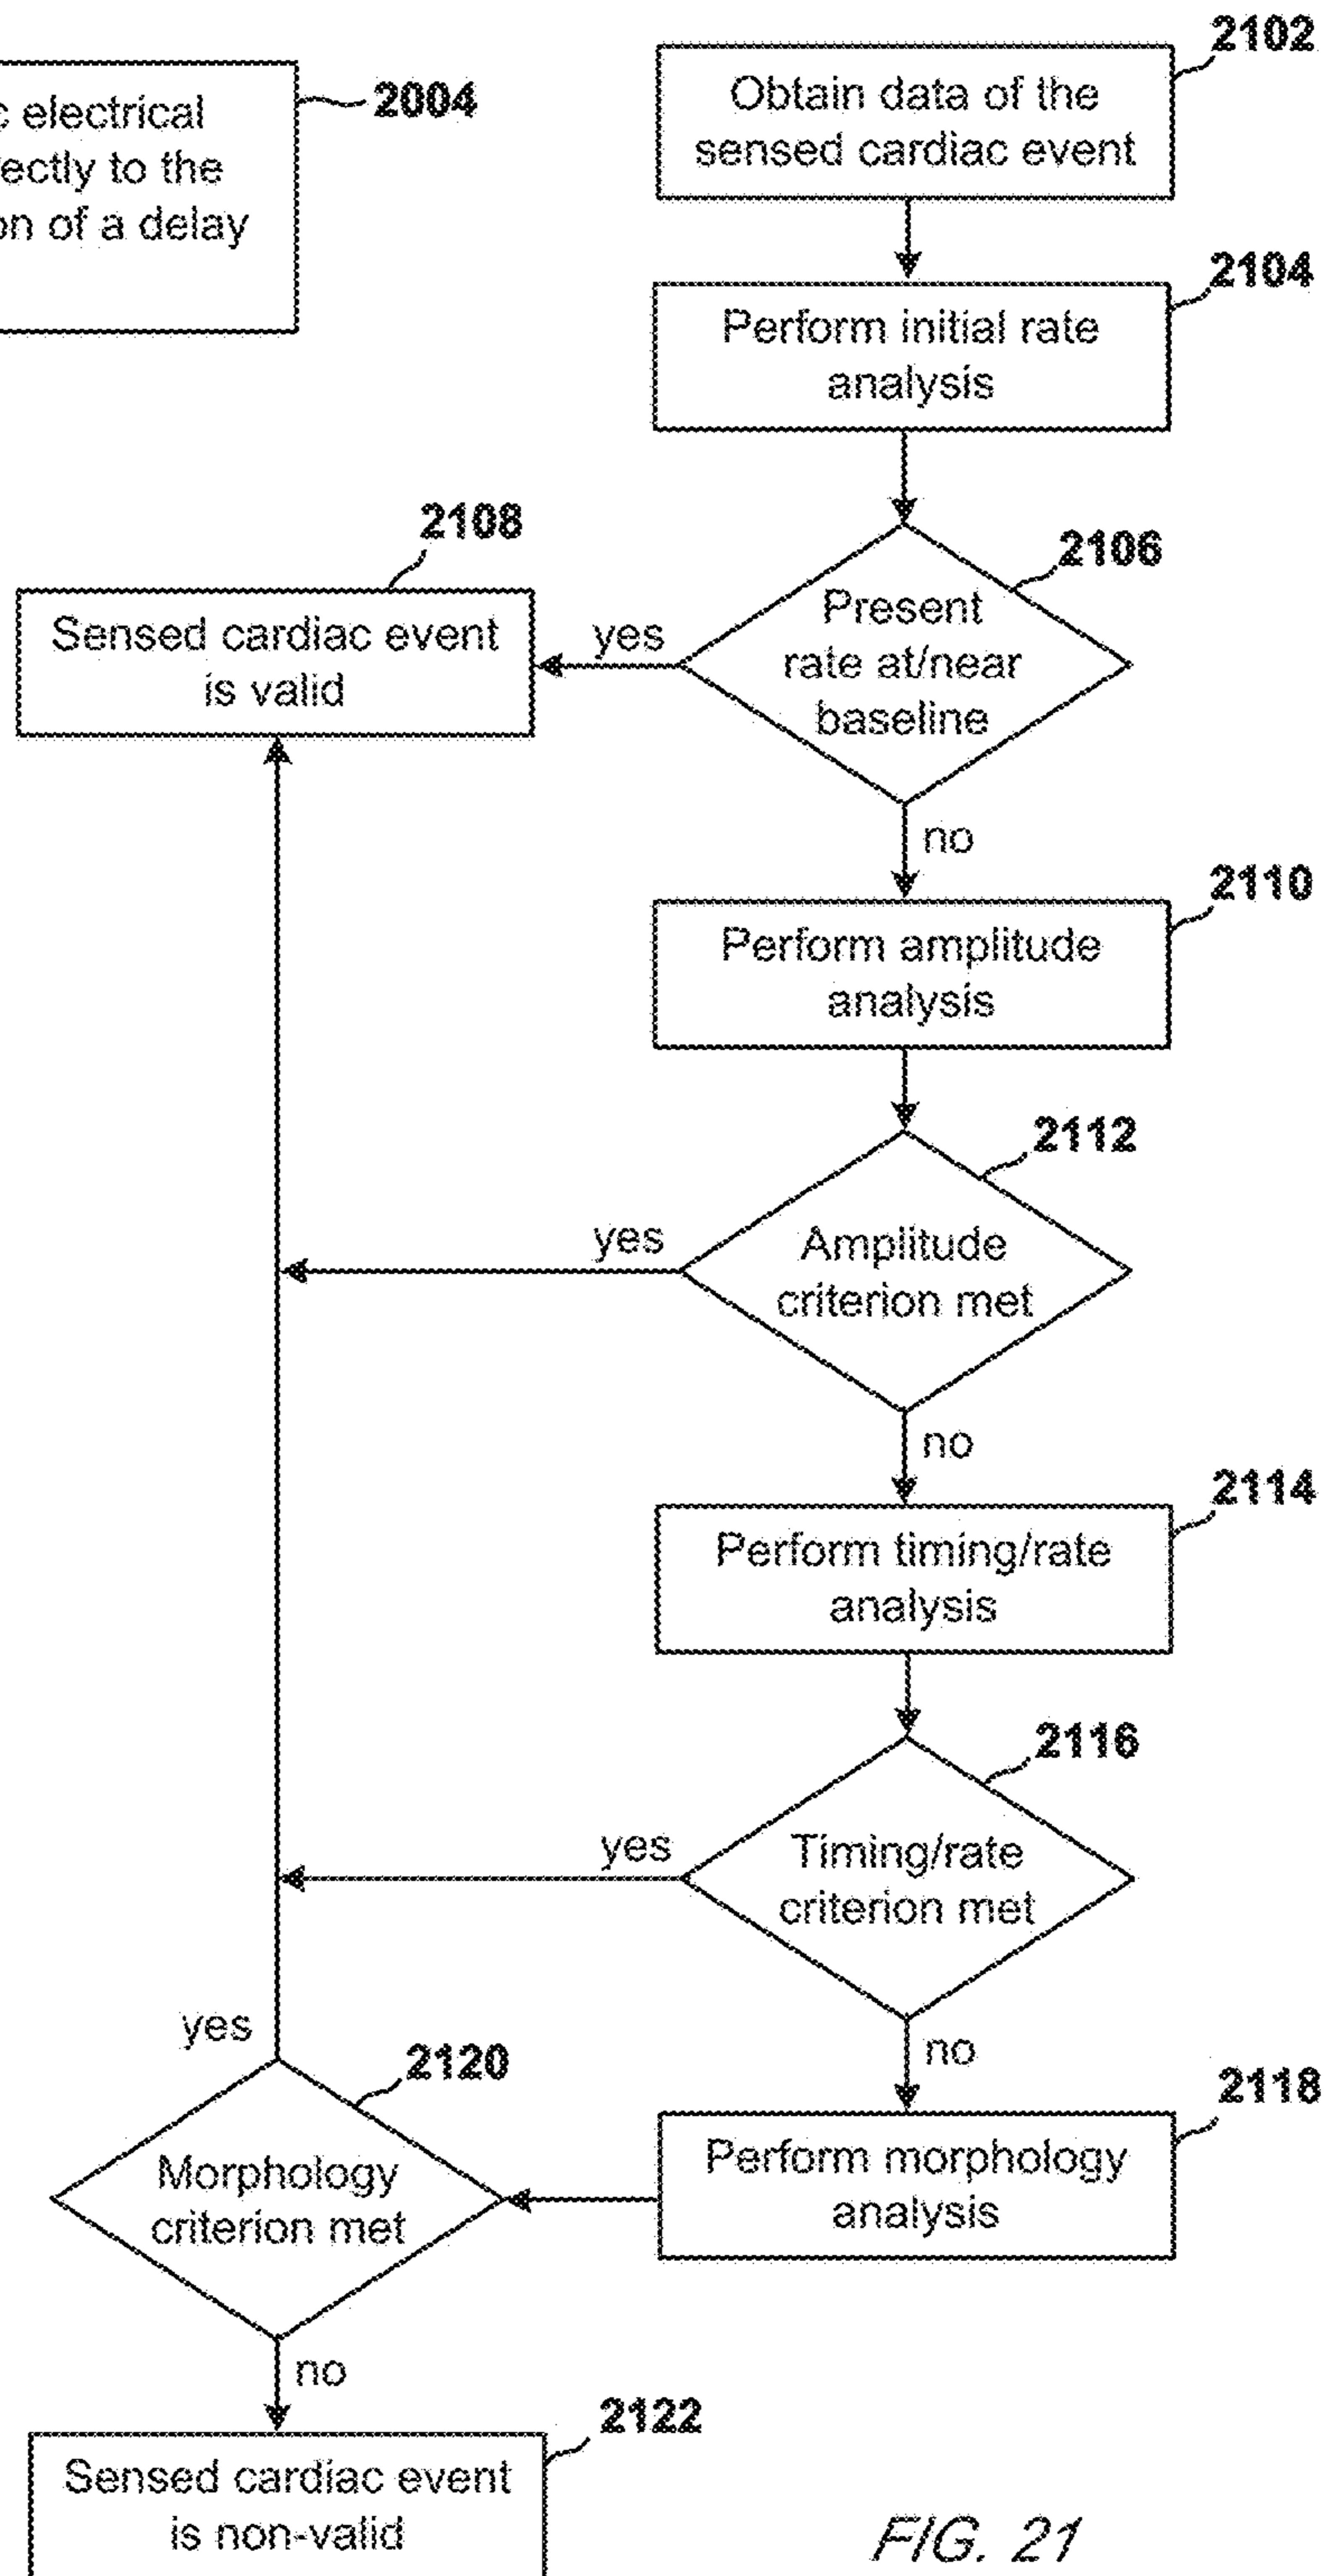 2102
Obtain data of the
sensed cardiac event
electrical
2004
to the
of a delay
2104
Perform initial rate
analysis
2108
2106
Sensed cardiac event
is valid
yes
Present
rate at/near
baseline
no
2110
Perform amplitude
analysis
2112
yes
Amplitude
criterion met
no
2114
Perform timing/rate
analysis
2116
yes
Timing/rate
criterion met
no
yes
2120
2118
Morphology
criterion met
Perform morphology
analysis
no
2122
Sensed cardiac event
is non-valid
FIG. 21